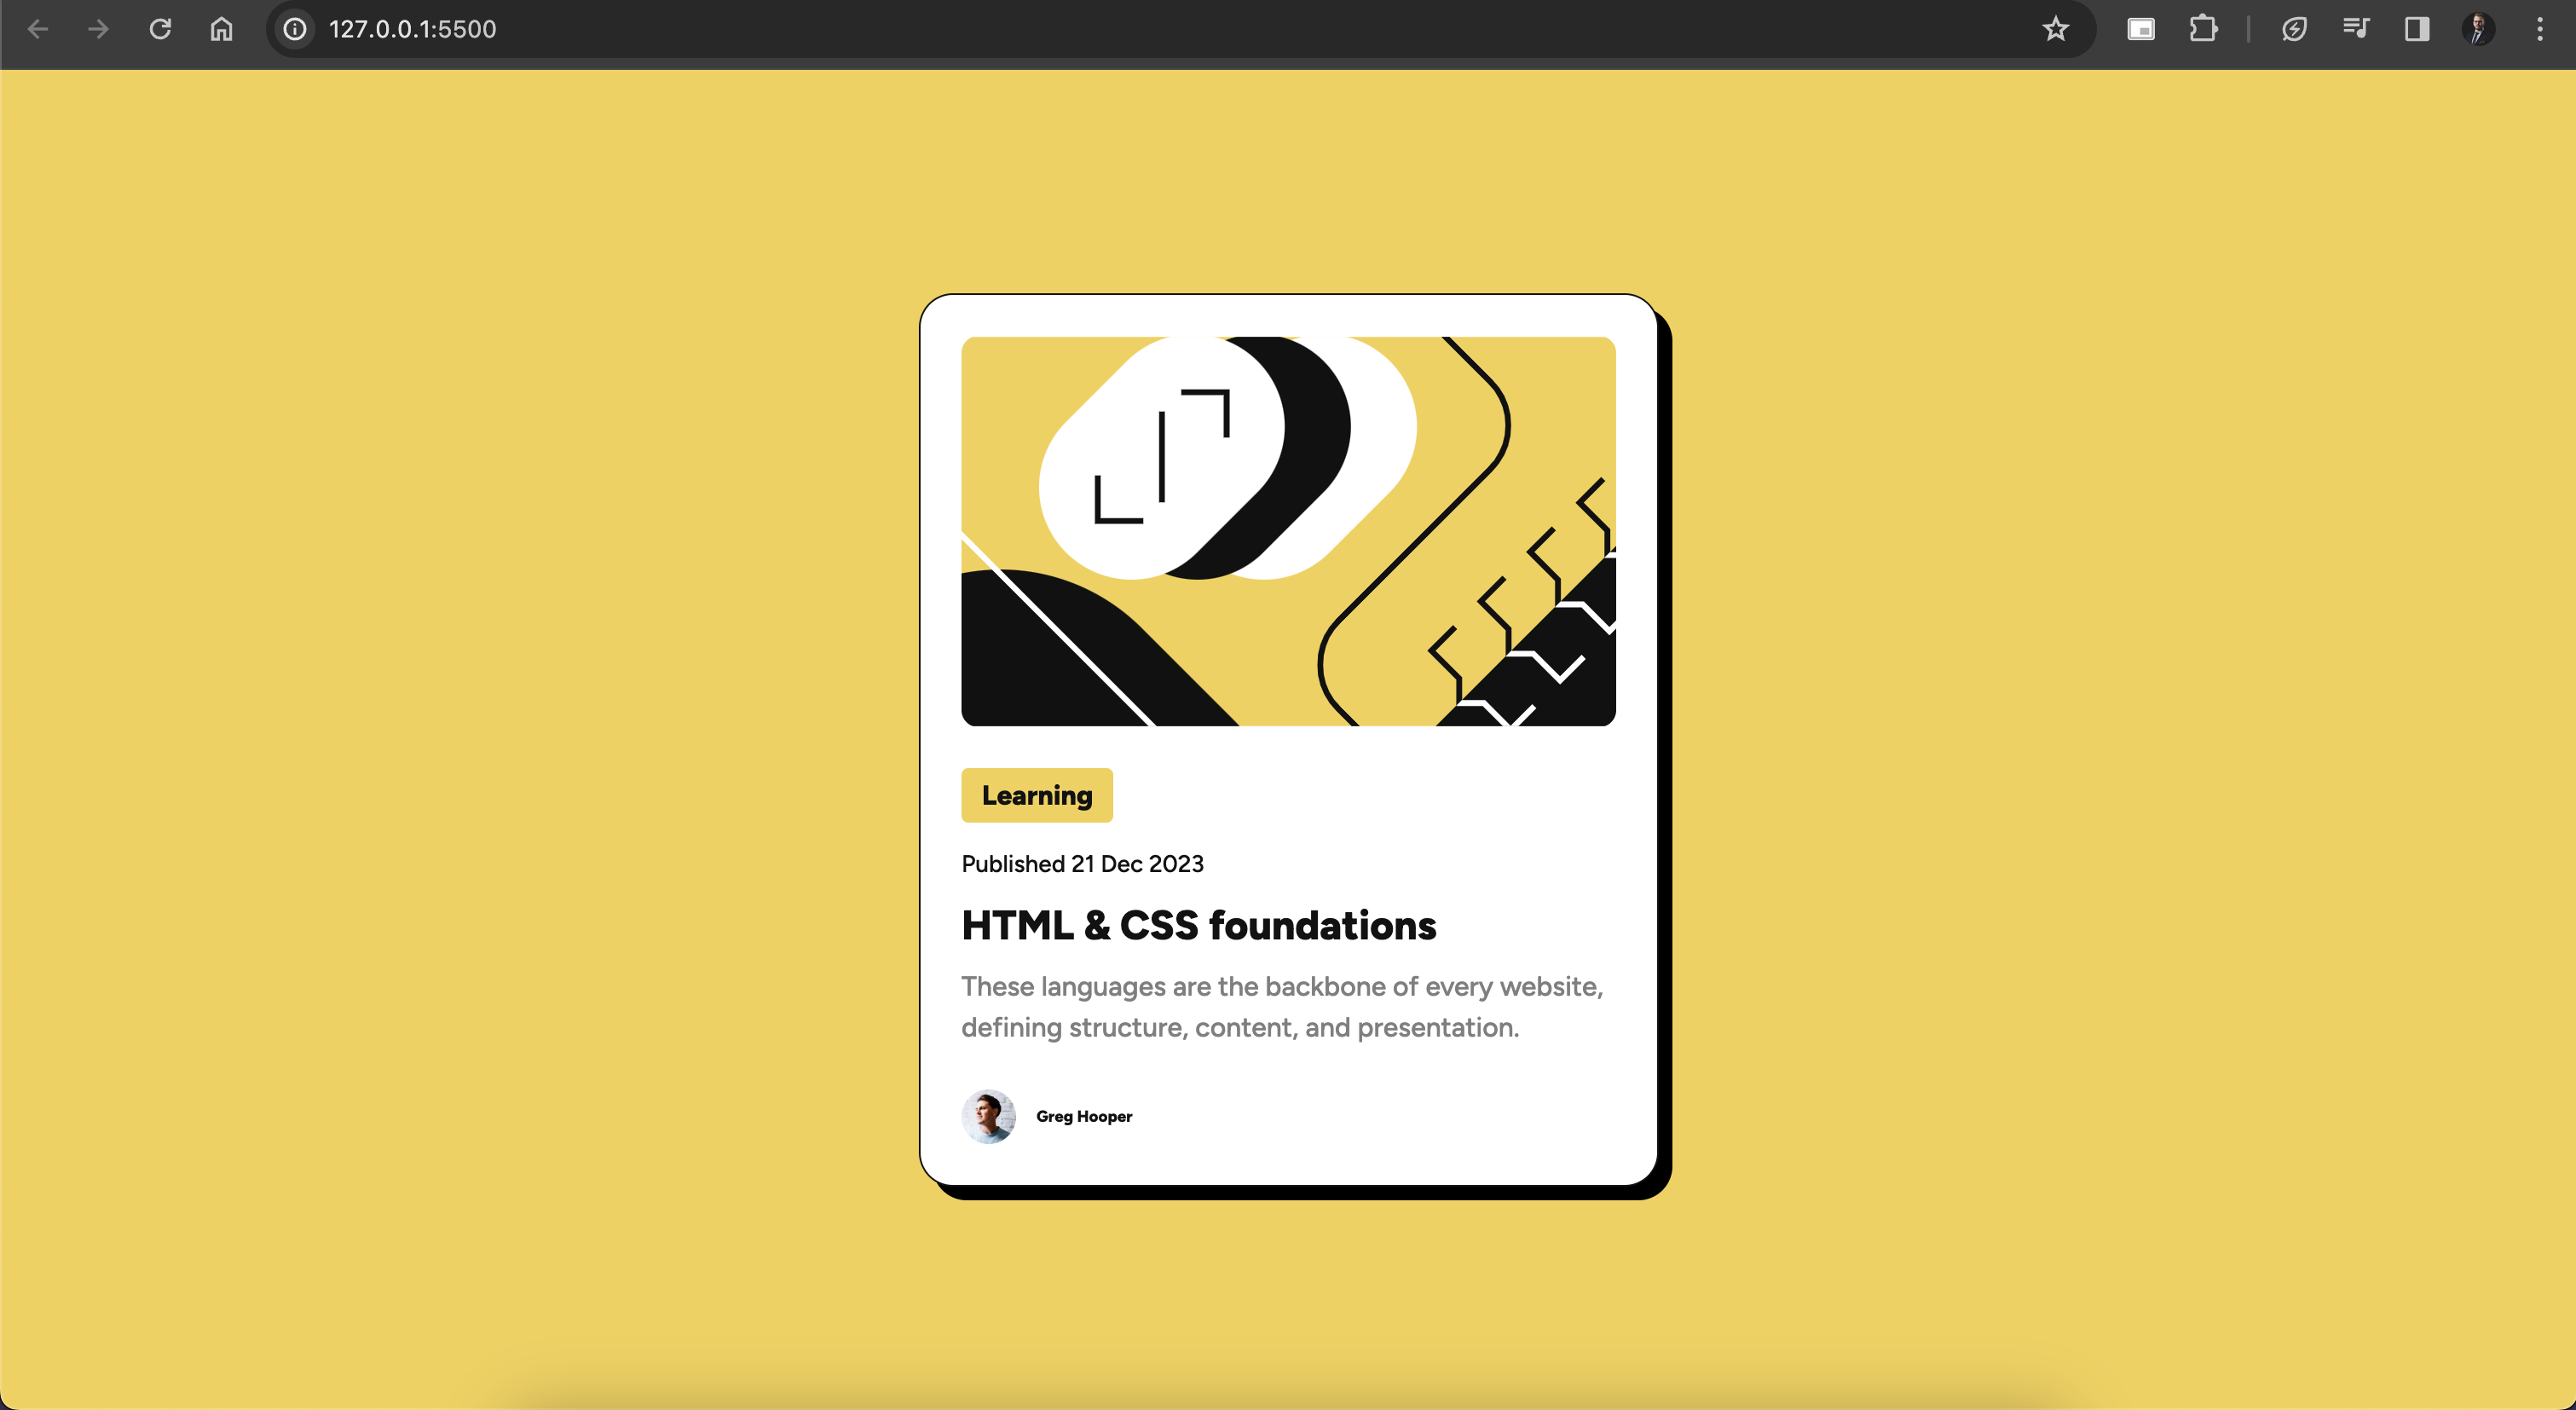 127.0.0.1:5500
Learning
Published 21 Dec 2023
HTML & CSS foundations
These languages are the backbone of every website,
defining structure, content, and presentation.
Greg Hooper